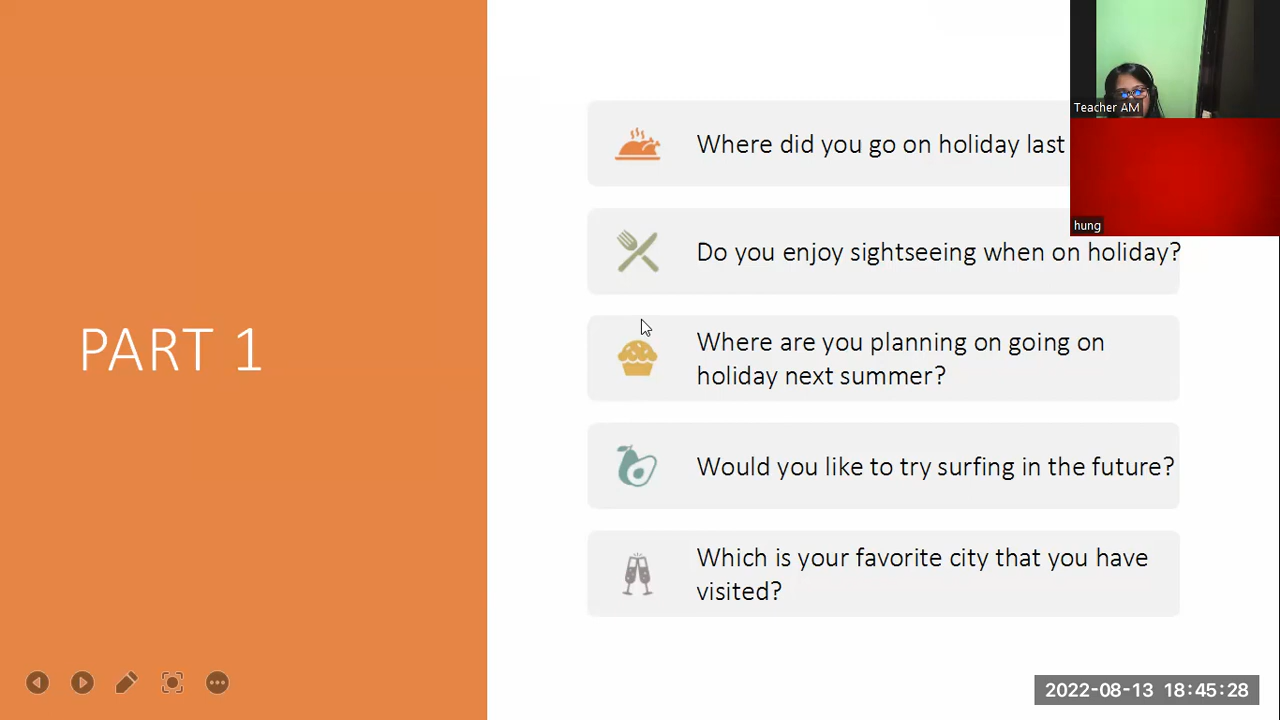 Teacher AM
Where did you go on holiday last
hung
Do you enjoy sightseeing when on holiday?
Where are you planning on going on
holiday next summer?
PART 1
Would you like to try surfing in the future?
Which is your favorite city that you have
visited?
2022-08-13 18:45:28